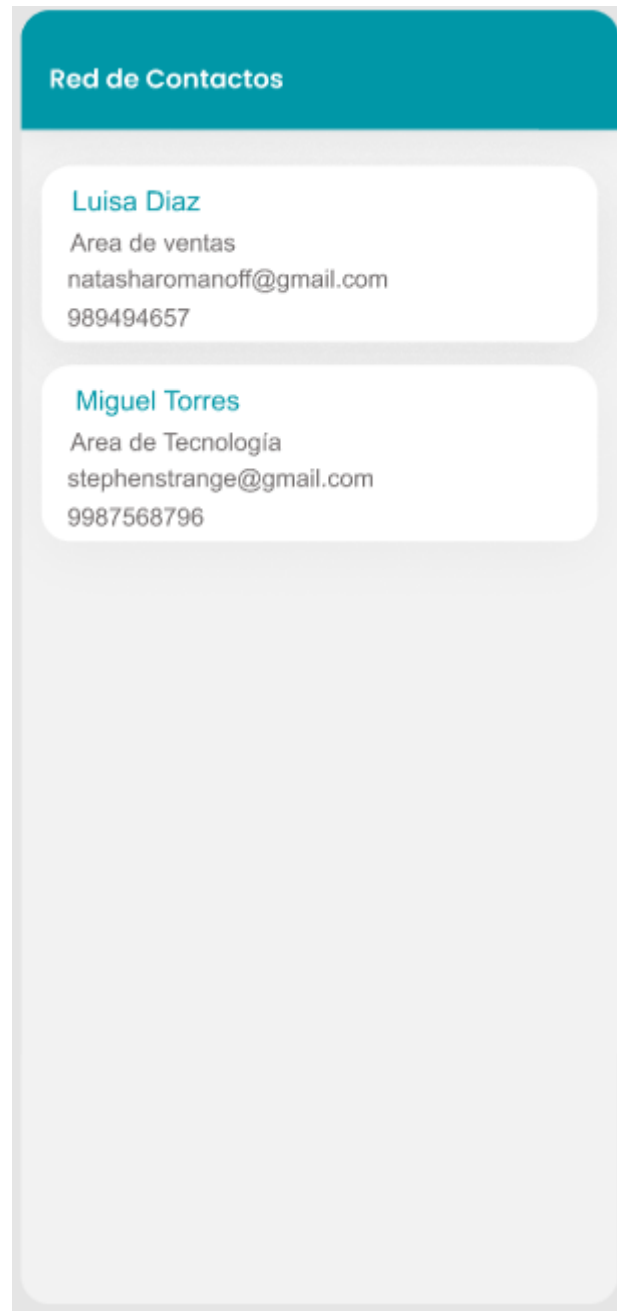 Red de Contactos
Luisa Diaz
Area de ventas
natasharomanoff@gmail.com
989494657
Miguel Torres
Area de Tecnología
stephenstrange@gmail.com
9987568796